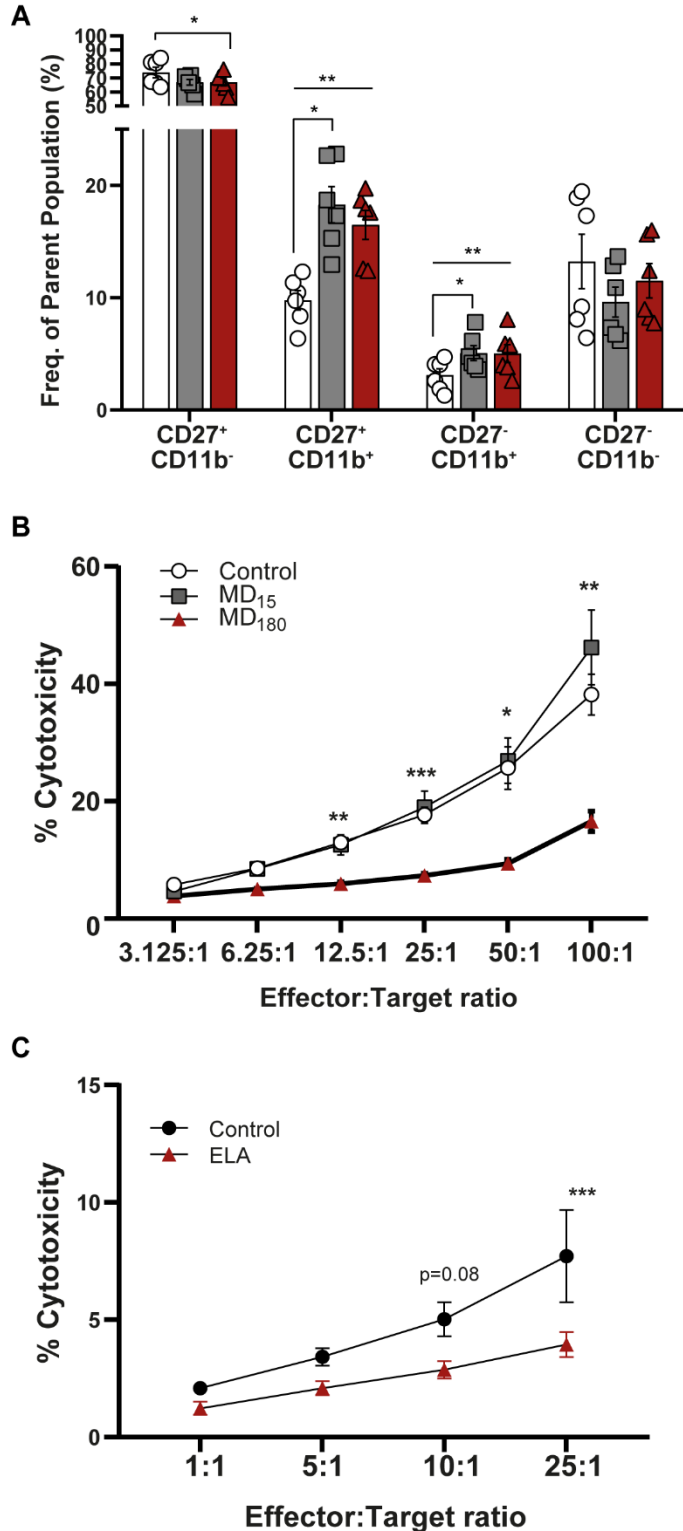 A
Freq. of Parent Population (%)
100
90
80
70
60
50
20
10
0
*
**
*
**
*
CD27⁺
CD11b⁻
CD27⁺
CD11b⁺
CD27⁻
CD11b⁺
CD27⁻
CD11b⁻
B
% Cytotoxicity
60
40
20
0
Control
MD₁₅
MD₁₈₀
**
***
*
**
3.125:1 6.25:1 12.5:1 25:1 50:1 100:1
Effector:Target ratio
C
% Cytotoxicity
15
10
5
0
Control
ELA
p=0.08
***
1:1 5:1 10:1 25:1
Effector:Target ratio